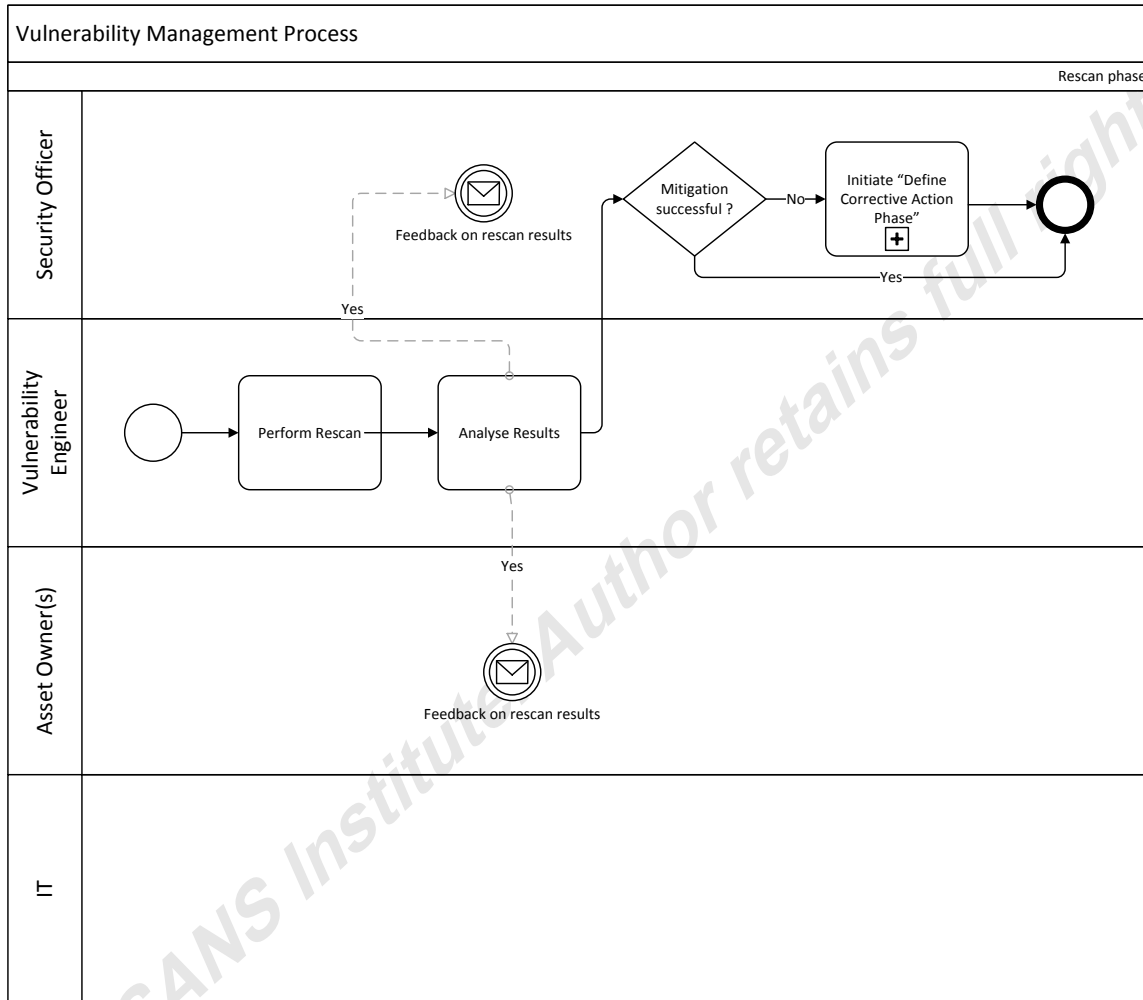 Vulnerability Management Process
Rescan phase
Security Officer
Feedback on rescan results
Mitigation
successful ?
No
Initiate “Define
Corrective Action
Phase”
Yes
Yes
Vulnerability
Engineer
Perform Rescan
Analyse Results
Yes
Asset Owner(s)
Feedback on rescan results
IT
SANS Institute. Author retains full right